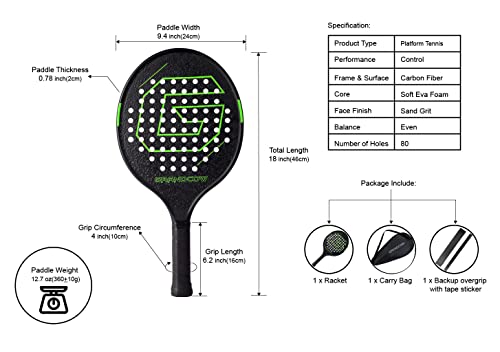 Paddle Width
9.4 inch(24cm)
Specification:
Product Type Platform Tennis
Performance Control
Frame & Surface Carbon Fiber
Core Soft Eva Foam
Face Finish Sand Grit
Balance Even
Number of Holes 80
Paddle Thickness
0.78 inch(2cm)
Total Length
18 inch(46cm)
G
GRANDCOW
Package Include:
Grip Circumference
4 inch(10cm)
Grip Length
6.2 inch(16cm)
Paddle Weight
12.7 oz(360±10g)
1 x Racket
1 x Carry Bag
1 x Backup overgrip
with tape sticker